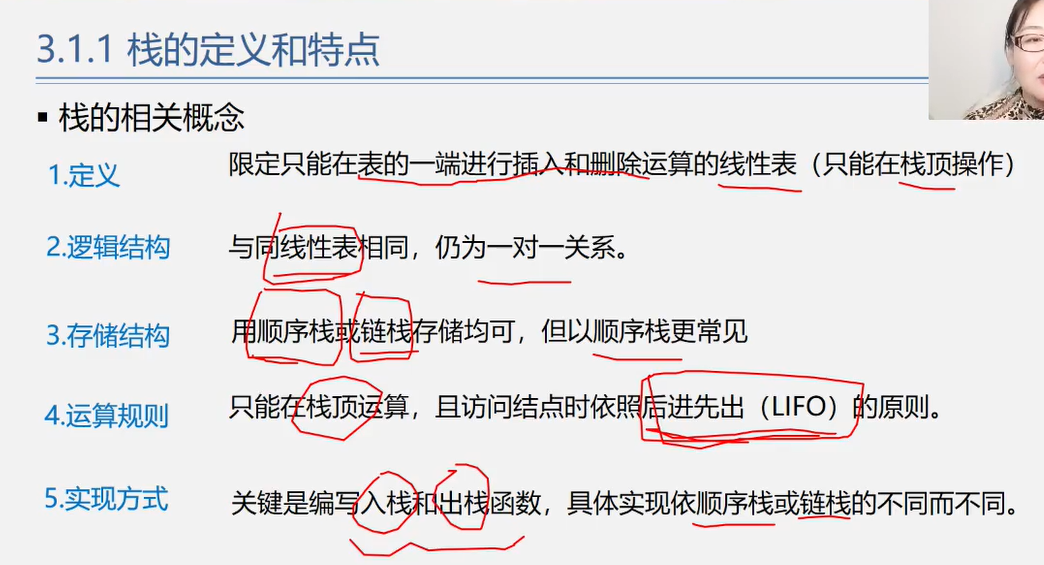 3.1.1 栈的定义和特点
▪ 栈的相关概念
1.定义 限定只能在表的一端进行插入和删除运算的线性表（只能在栈顶操作）
2.逻辑结构 与同线性表相同，仍为一对一关系。
3.存储结构 用顺序栈或链栈存储均可，但以顺序栈更常见
4.运算规则 只能在栈顶运算，且访问结点时依照后进先出（LIFO）的原则。
5.实现方式 关键是编写入栈和出栈函数，具体实现依顺序栈或链栈的不同而不同。